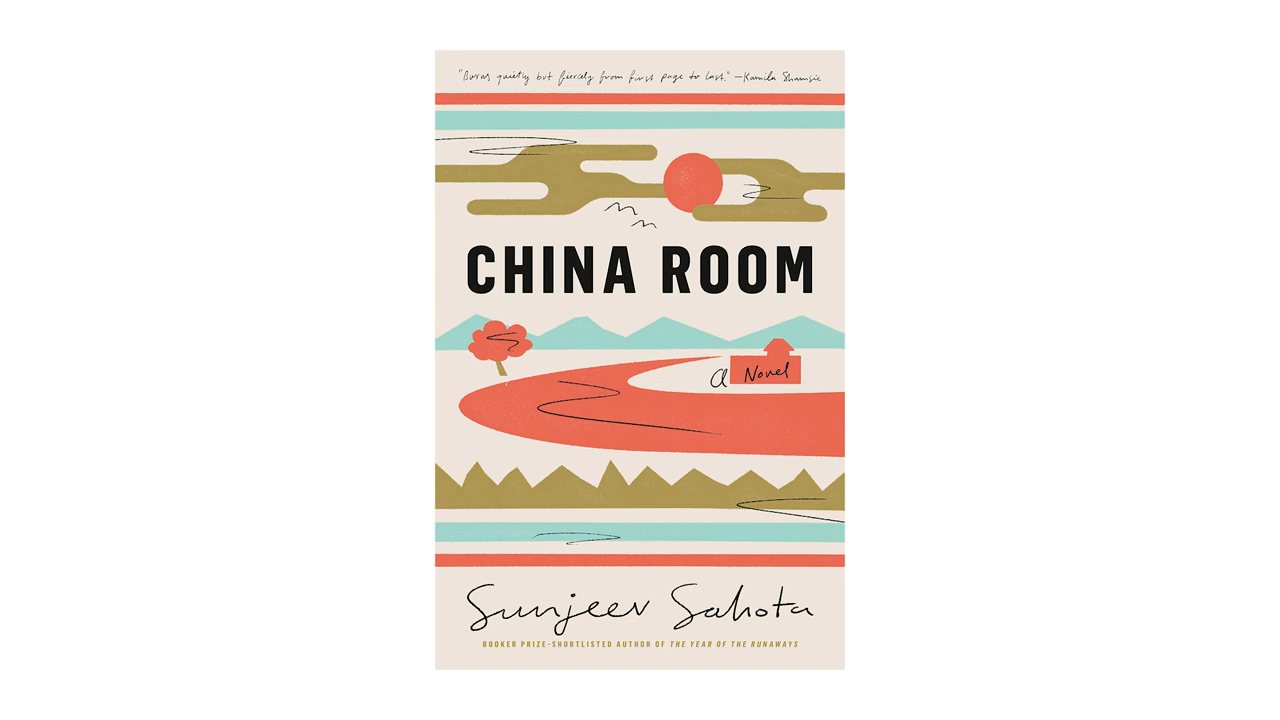 "Burns quietly but fiercely from first page to last." —Kamila Shamsie
CHINA ROOM
a Novel
Sunjeev Sahota
BOOKER PRIZE–SHORTLISTED AUTHOR OF THE YEAR OF THE RUNAWAYS